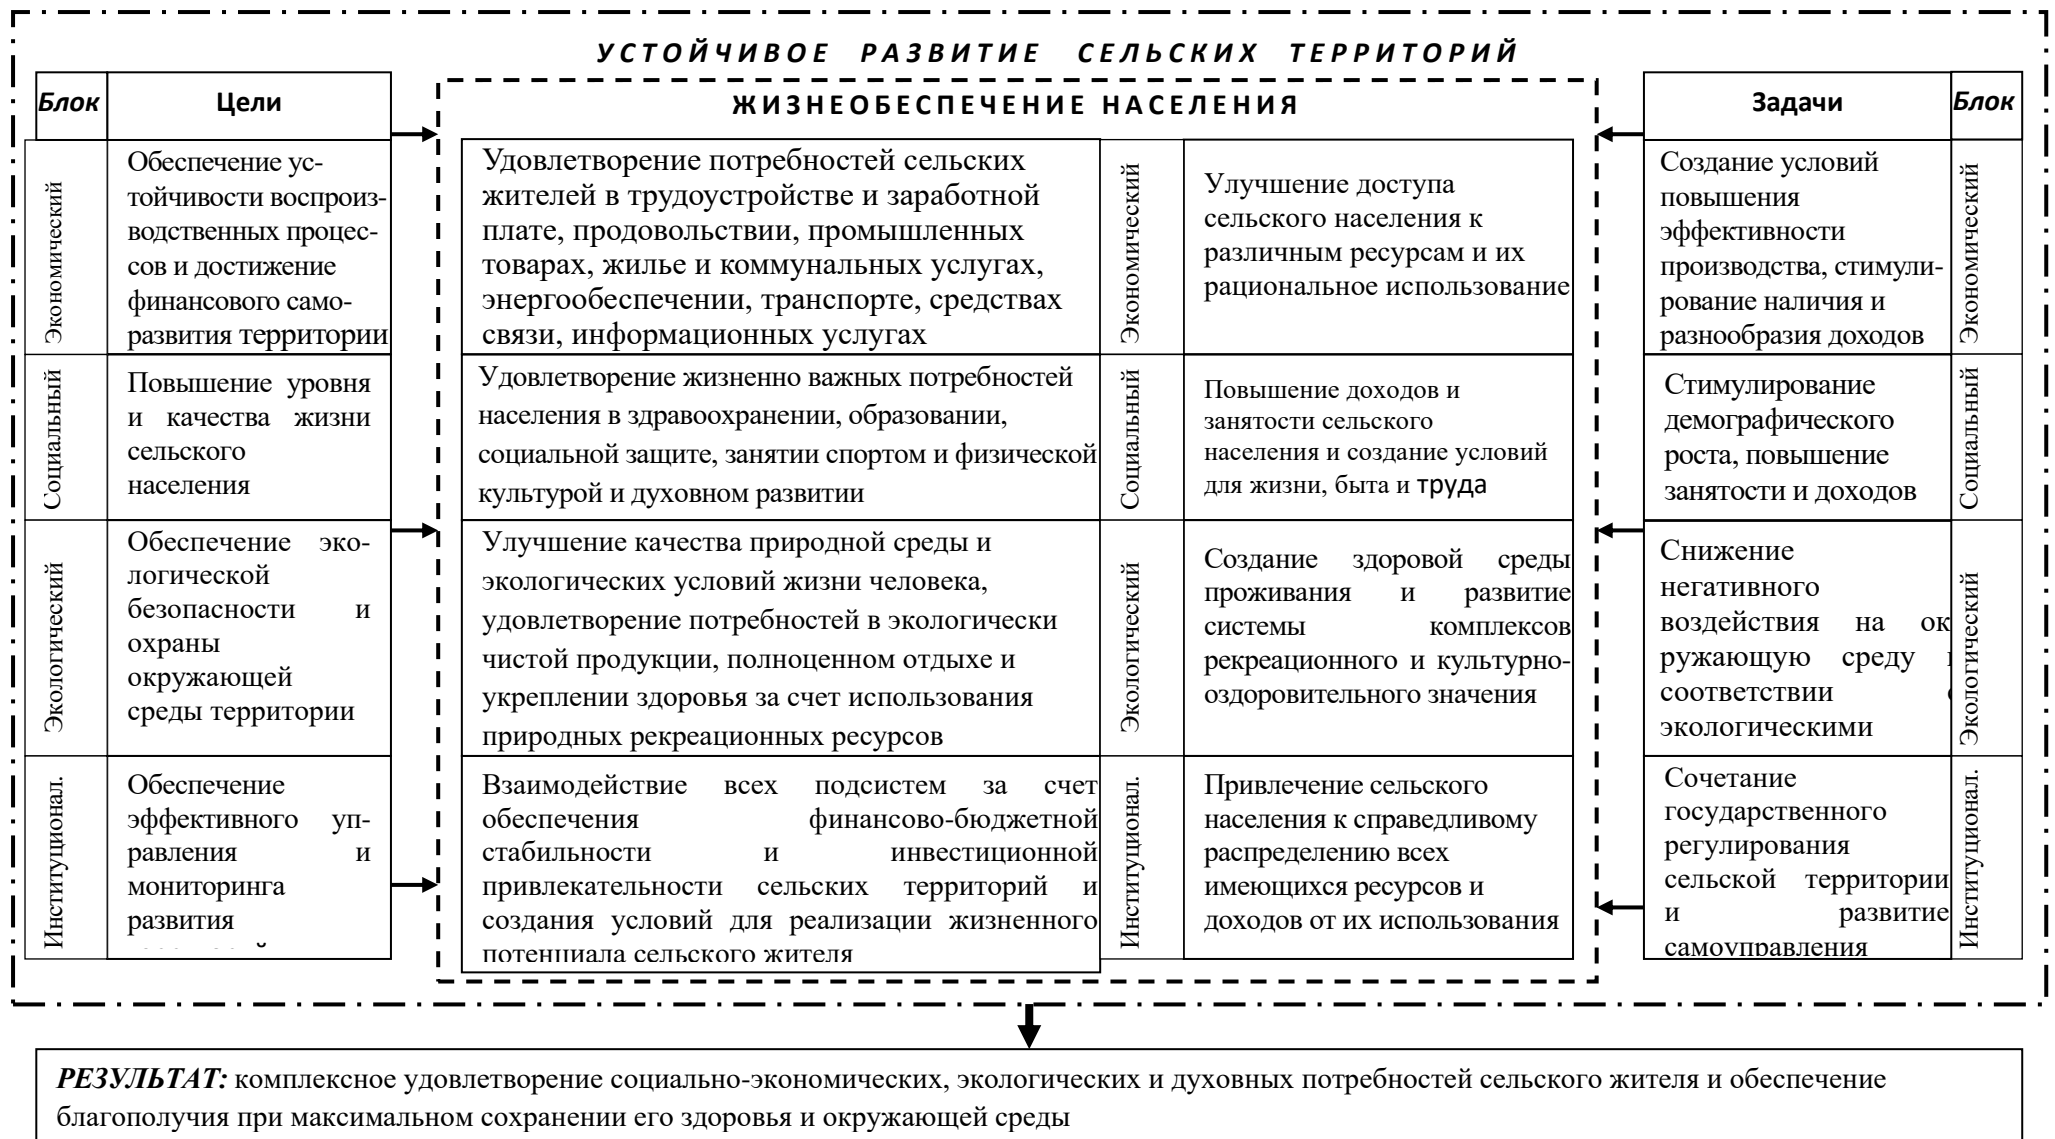 УСТОЙЧИВОЕ РАЗВИТИЕ СЕЛЬСКИХ ТЕРРИТОРИЙ
Блок
Цели
Экономический
Обеспечение ус-
тойчивости воспроиз-
водственных процес-
сов и достижение
финансового само-
развития территории
Социальный
Повышение уровня
и качества жизни
сельского
населения
Экологический
Обеспечение эко-
логической
безопасности и
охраны
окружающей
среды территории
Институционал.
Обеспечение
эффективного уп-
равления и
мониторинга
развития
ЖИЗНЕОБЕСПЕЧЕНИЕ НАСЕЛЕНИЯ
Удовлетворение потребностей сельских
жителей в трудоустройстве и заработной
плате, продовольствии, промышленных
товарах, жилье и коммунальных услугах,
энергообеспечении, транспорте, средствах
связи, информационных услугах
Экономический
Улучшение доступа
сельского населения к
различным ресурсам и их
рациональное использование
Удовлетворение жизненно важных потребностей
населения в здравоохранении, образовании,
социальной защите, занятии спортом и физической
культурой и духовном развитии
Социальный
Повышение доходов и
занятости сельского
населения и создание условий
для жизни, быта и труда
Улучшение качества природной среды и
экологических условий жизни человека,
удовлетворение потребностей в экологически
чистой продукции, полноценном отдыхе и
укреплении здоровья за счет использования
природных рекреационных ресурсов
Экологический
Создание здоровой среды
проживания и развитие
системы комплексов
рекреационного и культурно-
оздоровительного значения
Взаимодействие всех подсистем за счет
обеспечения финансово-бюджетной
стабильности и инвестиционной
привлекательности сельских территорий и
создания условий для реализации жизненного
потенциала сельского жителя
Институционал.
Привлечение сельского
населения к справедливому
распределению всех
имеющихся ресурсов и
доходов от их использования
Задачи
Блок
Создание условий
повышения
эффективности
производства, стимули-
рование наличия и
разнообразия доходов
Экономический
Стимулирование
демографического
роста, повышение
занятости и доходов
Социальный
Снижение
негативного
воздействия на ок
ружающую среду
соответствии
экологическими
Экологический
Сочетание
государственного
регулирования
сельской территории
и развитие
самоуправления
Институционал.
РЕЗУЛЬТАТ: комплексное удовлетворение социально-экономических, экологических и духовных потребностей сельского жителя и обеспечение
благополучия при максимальном сохранении его здоровья и окружающей среды